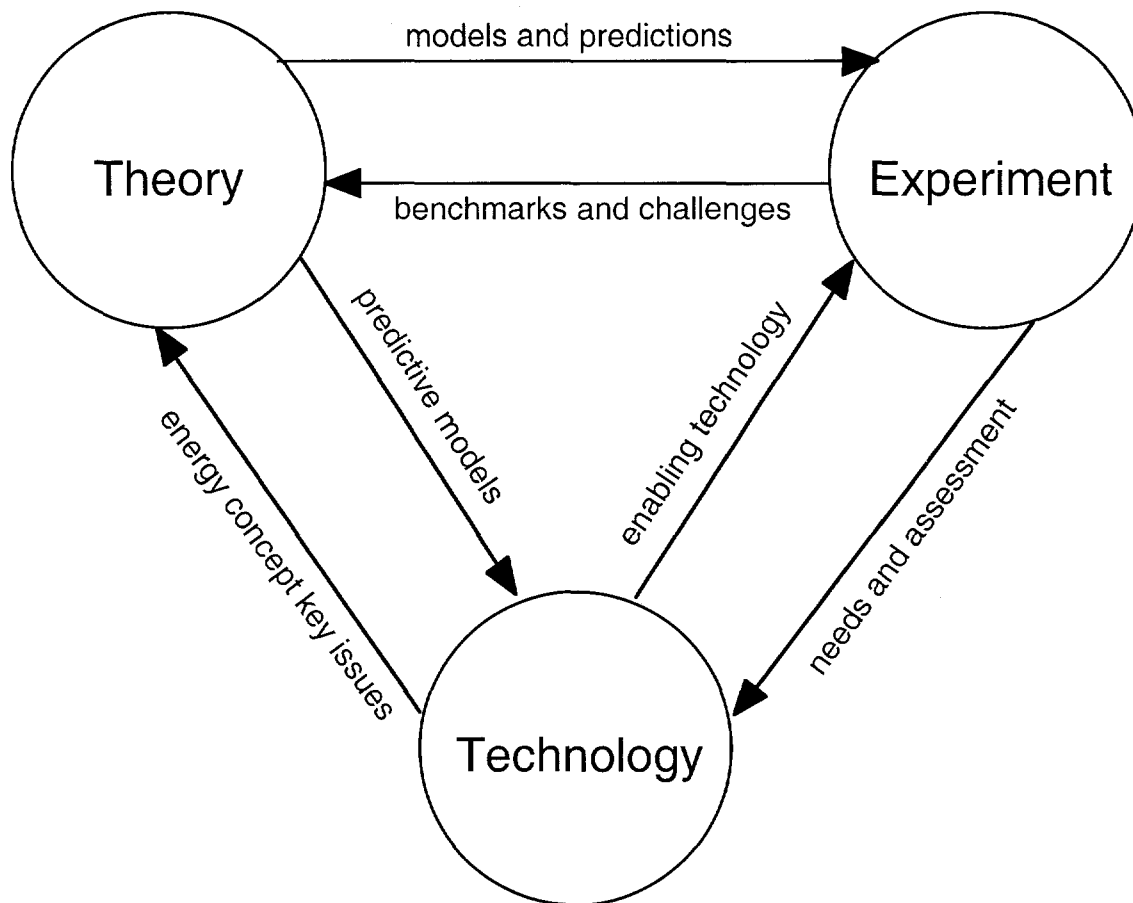 models and predictions
Theory
Experiment
benchmarks and challenges
predictive models
enabling technology
energy concept key issues
needs and assessment
Technology